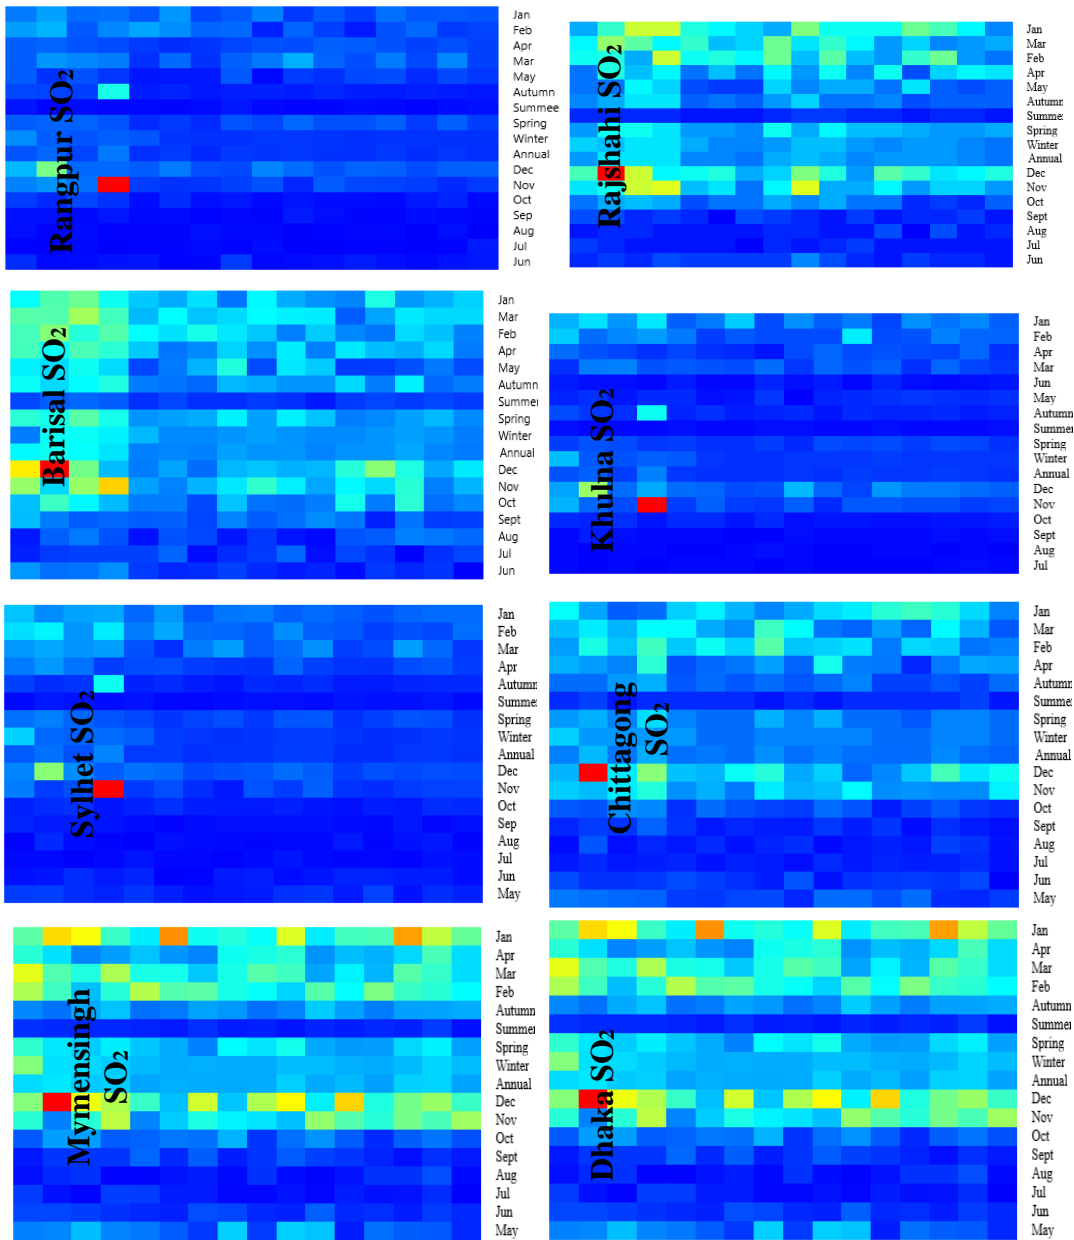 Rangpur SO₂
Jan
Feb
Apr
Mar
May
Autumn
Summee
Spring
Winter
Annual
Dec
Nov
Oct
Sep
Aug
Jul
Jun
Rajshahi SO₂
Jan
Mar
Feb
Apr
May
Autumn
Summe
Spring
Winter
Annual
Dec
Nov
Oct
Sept
Aug
Jul
Jun
Barisal SO₂
Jan
Mar
Feb
Apr
May
Autumn
Summer
Spring
Winter
Annual
Dec
Nov
Oct
Sept
Aug
Jul
Jun
Khulna SO₂
Jan
Feb
Apr
Mar
Jun
May
Autumn
Summer
Spring
Winter
Annual
Dec
Nov
Oct
Sept
Aug
Jul
Sylhet SO₂
Jan
Feb
Mar
Apr
Autumn
Summe
Spring
Winter
Annual
Dec
Nov
Oct
Sep
Aug
Jul
Jun
May
Chittagong
SO₂
Jan
Mar
Feb
Apr
Autumn
Summe
Spring
Winter
Annual
Dec
Nov
Oct
Sept
Aug
Jul
Jun
May
Mymensingh
SO₂
Jan
Apr
Mar
Feb
Autumn
Summer
Spring
Winter
Annual
Dec
Nov
Oct
Sept
Aug
Jul
Jun
May
Dhaka SO₂
Jan
Apr
Mar
Feb
Autumn
Summer
Spring
Winter
Annual
Dec
Nov
Oct
Sept
Aug
Jul
Jun
May